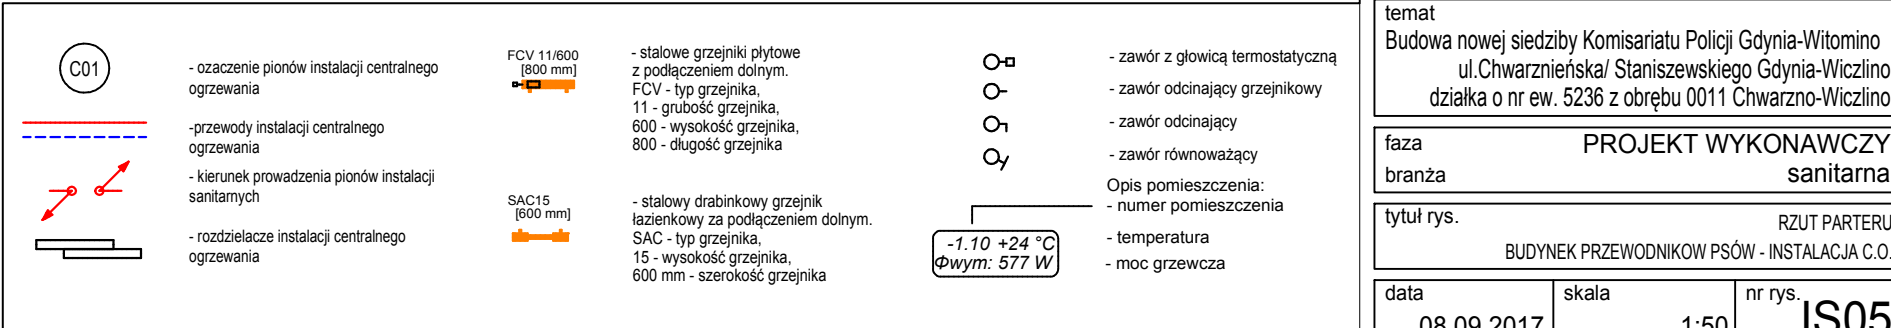 C01
- ozaczenie pionów instalacji centralnego
ogrzewania
-przewody instalacji centralnego
ogrzewania
- kierunek prowadzenia pionów instalacji
sanitarnych
- rozdzielacze instalacji centralnego
ogrzewania
FCV 11/600
[800 mm]
- stalowe grzejniki płytowe
z podłączeniem dolnym.
FCV - typ grzejnika,
11 - grubość grzejnika,
600 - wysokość grzejnika,
800 - długość grzejnika
SAC15
[600 mm]
- stalowy drabinkowy grzejnik
łazienkowy za podłączeniem dolnym.
SAC - typ grzejnika,
15 - wysokość grzejnika,
600 mm - szerokość grzejnika
- zawór z głowicą termostatyczną
- zawór odcinający grzejnikowy
- zawór odcinający
- zawór równoważący
Opis pomieszczenia:
- numer pomieszczenia
-1.10 +24 °C
Φwym: 577 W
- temperatura
- moc grzewcza
temat
Budowa nowej siedziby Komisariatu Policji Gdynia-Witomino
ul.Chwarznieńska/ Staniszewskiego Gdynia-Wiczlino
działka o nr ew. 5236 z obrębu 0011 Chwarzno-Wiczlino
faza PROJEKT WYKONAWCZY
branża sanitarna
tytuł rys. RZUT PARTERU
BUDYNEK PRZEWODNIKOW PSÓW - INSTALACJA C.O.
data
08.09.2017
skala
1:50
nr rys.
IS05